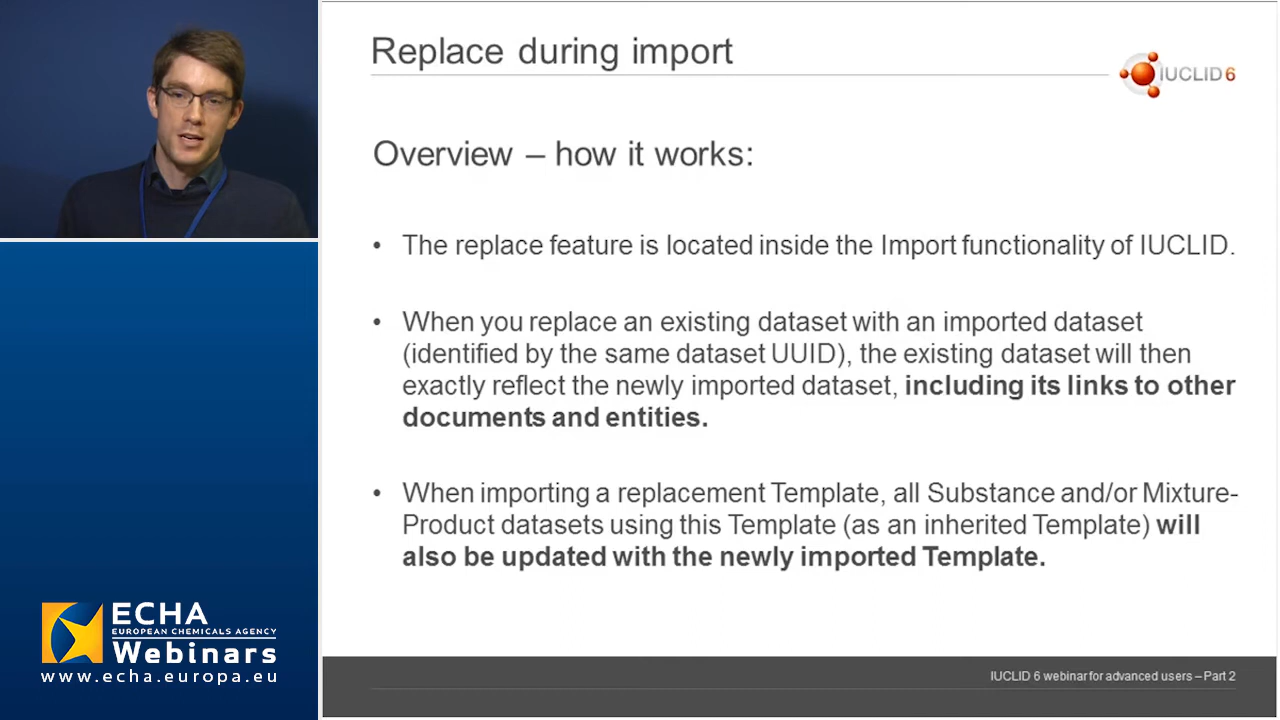 Replace during import
IUCLID 6
Overview – how it works:
• The replace feature is located inside the Import functionality of IUCLID.
• When you replace an existing dataset with an imported dataset
(identified by the same dataset UUID), the existing dataset will then
exactly reflect the newly imported dataset, including its links to other
documents and entities.
• When importing a replacement Template, all Substance and/or Mixture-
Product datasets using this Template (as an inherited Template) will
also be updated with the newly imported Template.
ECHA
EUROPEAN CHEMICALS AGENCY
Webinars
www.echa.europa.eu
IUCLID 6 webinar for advanced users – Part 2